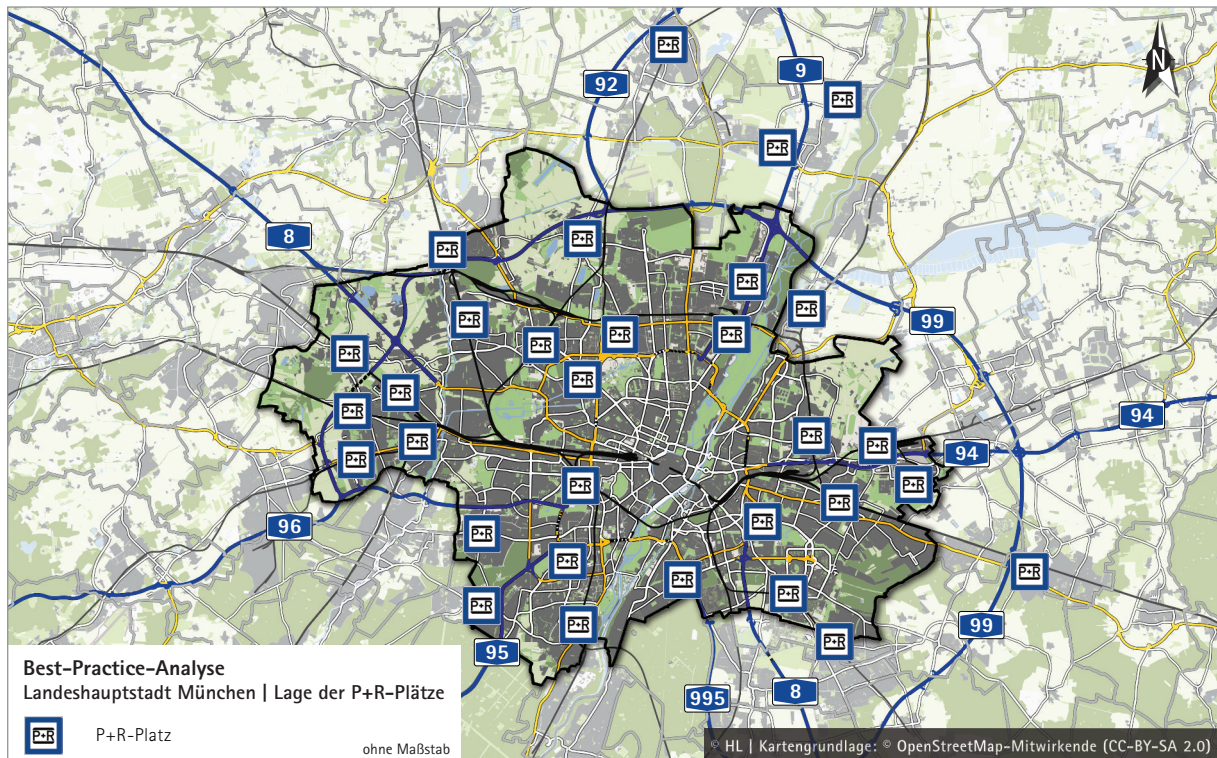 P+R
92
9
P+R
N
P+R
8
P+R
P+R
P+R
P+R
99
P+R
P+R
P+R
P+R
P+R
P+R
P+R
P+R
94
P+R
P+R
P+R
94
P+R
P+R
P+R
P+R
96
P+R
P+R
P+R
P+R
P+R
P+R
P+R
99
P+R
P+R
95
8
995
Best-Practice-Analyse
Landeshauptstadt München | Lage der P+R-Plätze
P+R P+R-Platz
ohne Maßstab
© HL | Kartengrundlage: © OpenStreetMap-Mitwirkende (CC-BY-SA 2.0)